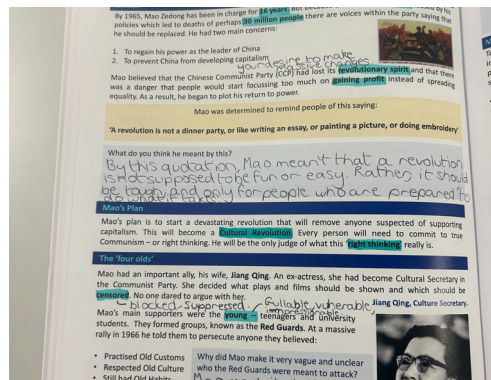 By 1965, Mao Zedong has been in charge for 16 years. But
by his
policies which led to deaths of perhaps 30 million people there are voices within the party saying that
he should be replaced. He had two main concerns:
1. To regain his power as the leader of China
2. To prevent China from developing capitalism
your desire to make
massive changes.
Mao believed that the Chinese Communist Party (CCP) had lost its revolutionary spirit and that there
was a danger that people would start focussing too much on gaining profit instead of spreading
equality. As a result, he began to plot his return to power.
Mao was determined to remind people of this saying:
'A revolution is not a dinner party, or like writing an essay, or painting a picture, or doing embroidery'
What do you think he meant by this?
By this quotation, Mao meant that a revolution
is not supposed to be fun or easy. Rather it should
be tough and only for people who are prepared to
do what it takes.
Mao's Plan
Mao's plan is to start a devastating revolution that will remove anyone suspected of supporting
capitalism. This will become a Cultural Revolution. Every person will need to commit to true
Communism – or right thinking. He will be the only judge of what this 'right thinking' really is.
The 'four olds'
Mao had an important ally, his wife, Jiang Qing. An ex-actress, she had become Cultural Secretary in
the Communist Party. She decided what plays and films should be shown and which should be
censored. No one dared to argue with her.
blocked, suppressed.
Gullable, vulnerable,
impressionable
Jiang Qing, Culture Secretary.
Mao's main supporters were the young – teenagers and university
students. They formed groups, known as the Red Guards. At a massive
rally in 1966 he told them to persecute anyone they believed:
• Practised Old Customs
• Respected Old Culture
• Still had Old Habits
Why did Mao make it very vague and unclear
who the Red Guards were meant to attack?